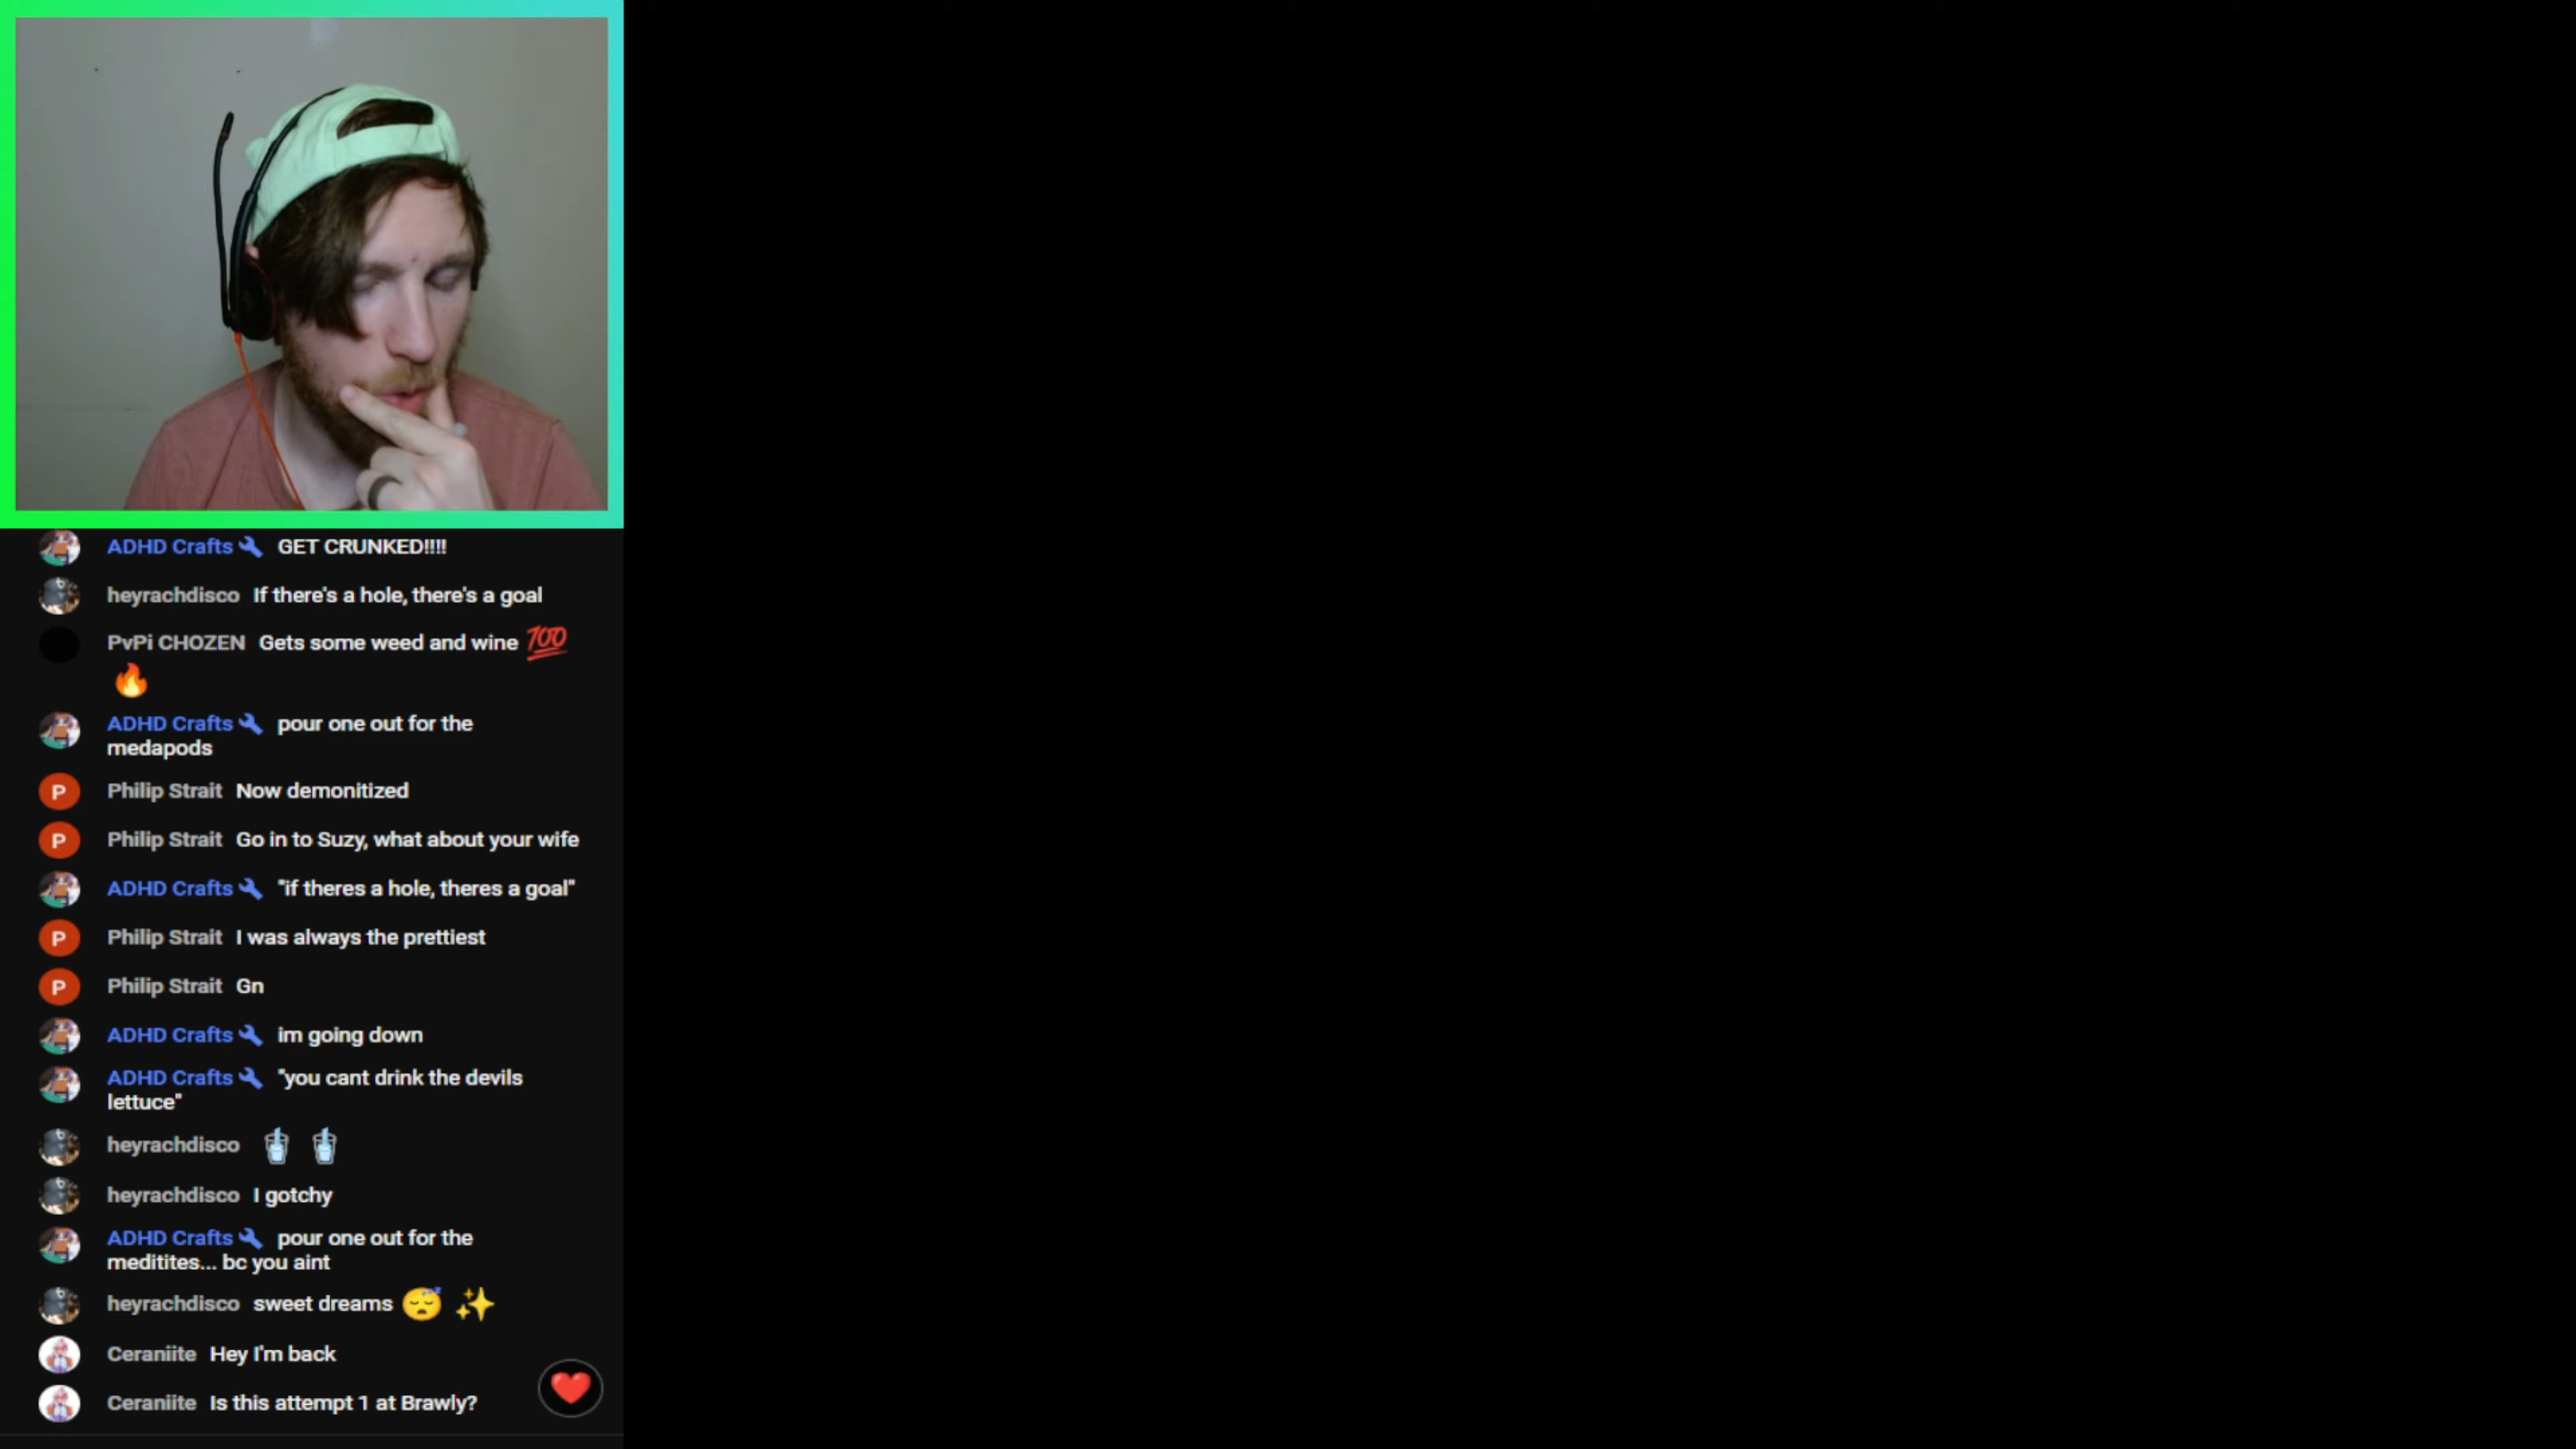 ADHD Crafts GET CRUNKED!!!!
heyrachdisco If there's a hole, there's a goal
PvPi CHOZEN Gets some weed and wine 💯
🔥
ADHD Crafts pour one out for the
medapods
P Philip Strait Now demonitized
P Philip Strait Go in to Suzy, what about your wife
ADHD Crafts "if theres a hole, theres a goal"
P Philip Strait I was always the prettiest
P Philip Strait Gn
ADHD Crafts im going down
ADHD Crafts "you cant drink the devils
lettuce"
heyrachdisco
heyrachdisco I gotchy
ADHD Crafts pour one out for the
meditites... bc you aint
heyrachdisco sweet dreams 😴 ✨
Ceraniite Hey I'm back
Ceraniite Is this attempt 1 at Brawly?